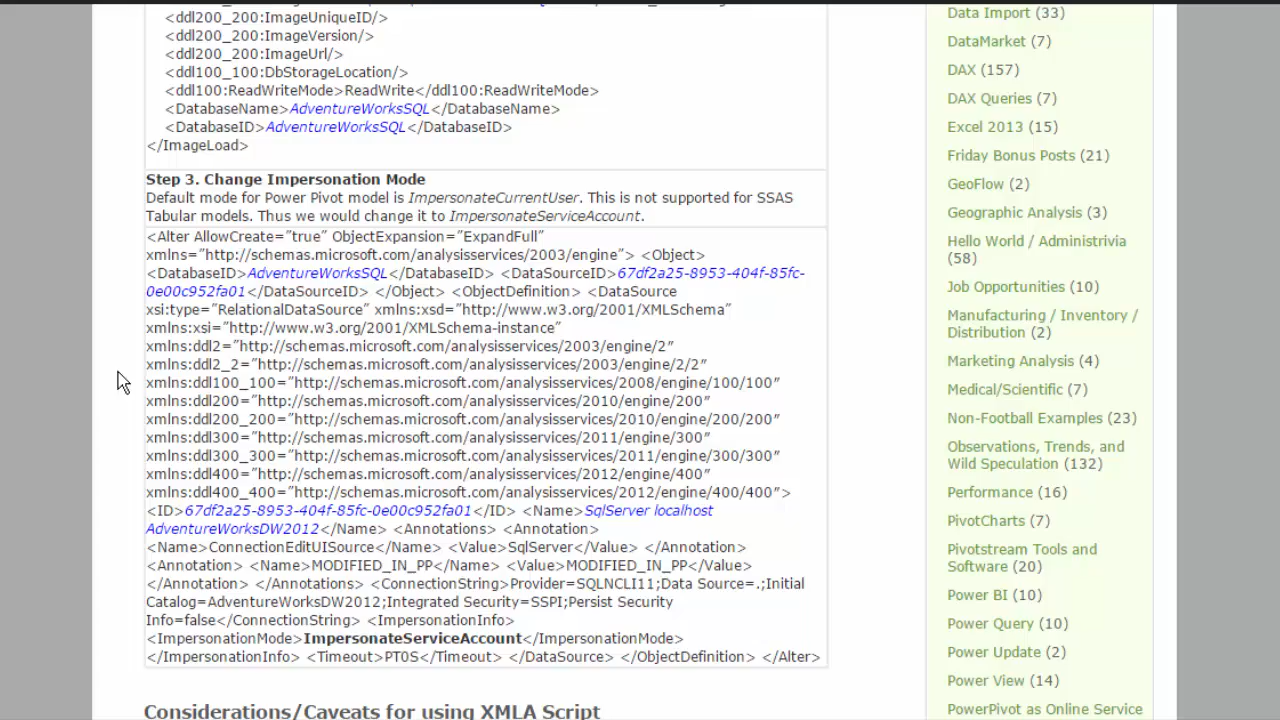 <ddl200_200:ImageUniqueID/>
<ddl200_200:ImageVersion/>
<ddl200_200:ImageUrl/>
<ddl100_100:DbStorageLocation/>
<ddl100:ReadWriteMode>ReadWrite</ddl100:ReadWriteMode>
<DatabaseName>AdventureWorksSQL</DatabaseName>
<DatabaseID>AdventureWorksSQL</DatabaseID>
</ImageLoad>
Step 3. Change Impersonation Mode
Default mode for Power Pivot model is ImpersonateCurrentUser. This is not supported for SSAS
Tabular models. Thus we would change it to ImpersonateServiceAccount.
<Alter AllowCreate=”true” ObjectExpansion=”ExpandFull”
xmlns=”http://schemas.microsoft.com/analysisservices/2003/engine”> <Object>
<DatabaseID>AdventureWorksSQL</DatabaseID> <DataSourceID>67df2a25-8953-404f-85fc-
0e00c952fa01</DataSourceID> </Object> <ObjectDefinition> <DataSource
xsi:type=”RelationalDataSource” xmlns:xsd=”http://www.w3.org/2001/XMLSchema”
xmlns:xsi=”http://www.w3.org/2001/XMLSchema-instance”
xmlns:ddl2=”http://schemas.microsoft.com/analysisservices/2003/engine/2″
xmlns:ddl2_2=”http://schemas.microsoft.com/analysisservices/2003/engine/2/2″
xmlns:ddl100_100=”http://schemas.microsoft.com/analysisservices/2008/engine/100/100″
xmlns:ddl200=”http://schemas.microsoft.com/analysisservices/2010/engine/200″
xmlns:ddl200_200=”http://schemas.microsoft.com/analysisservices/2010/engine/200/200″
xmlns:ddl300=”http://schemas.microsoft.com/analysisservices/2011/engine/300″
xmlns:ddl300_300=”http://schemas.microsoft.com/analysisservices/2011/engine/300/300″
xmlns:ddl400=”http://schemas.microsoft.com/analysisservices/2012/engine/400″
xmlns:ddl400_400=”http://schemas.microsoft.com/analysisservices/2012/engine/400/400″>
<ID>67df2a25-8953-404f-85fc-0e00c952fa01</ID> <Name>SqlServer localhost
AdventureWorksDW2012</Name> <Annotations> <Annotation>
<Name>ConnectionEditUISource</Name> <Value>SqlServer</Value> </Annotation>
<Annotation> <Name>MODIFIED_IN_PP</Name> <Value>MODIFIED_IN_PP</Value>
</Annotation> </Annotations> <ConnectionString>Provider=SQLNCLI11;Data Source=.;Initial
Catalog=AdventureWorksDW2012;Integrated Security=SSPI;Persist Security
Info=false</ConnectionString> <ImpersonationInfo>
<ImpersonationMode>ImpersonateServiceAccount</ImpersonationMode>
</ImpersonationInfo> <Timeout>PT0S</Timeout> </DataSource> </ObjectDefinition> </Alter>
Considerations/Caveats for using XMLA Script
Data Import (33)
DataMarket (7)
DAX (157)
DAX Queries (7)
Excel 2013 (15)
Friday Bonus Posts (21)
GeoFlow (2)
Geographic Analysis (3)
Hello World / Administrivia
(58)
Job Opportunities (10)
Manufacturing / Inventory /
Distribution (2)
Marketing Analysis (4)
Medical/Scientific (7)
Non-Football Examples (23)
Observations, Trends, and
Wild Speculation (132)
Performance (16)
PivotCharts (7)
Pivotstream Tools and
Software (20)
Power BI (10)
Power Query (10)
Power Update (2)
Power View (14)
PowerPivot as Online Service